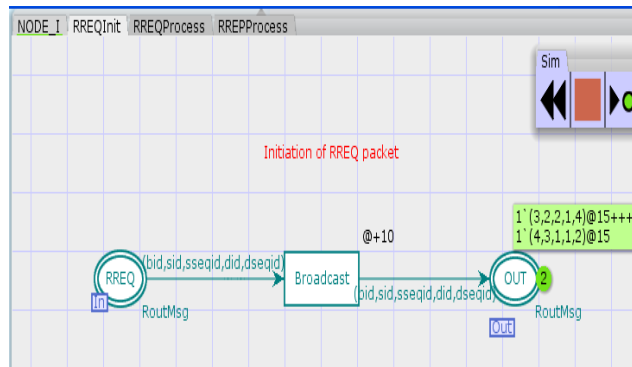 NODE_I RREQInit RREQProcess RREPProcess
Sim
Initiation of RREQ packet
1`(3,2,2,1,4)@15+++
1`(4,3,1,1,2)@15
@+10
(bid,sid,sseqid,did,dseqid)
RREQ
Broadcast
OUT
2
(bid,sid,sseqid,did,dseqid)
In
RoutMsg
Out
RoutMsg